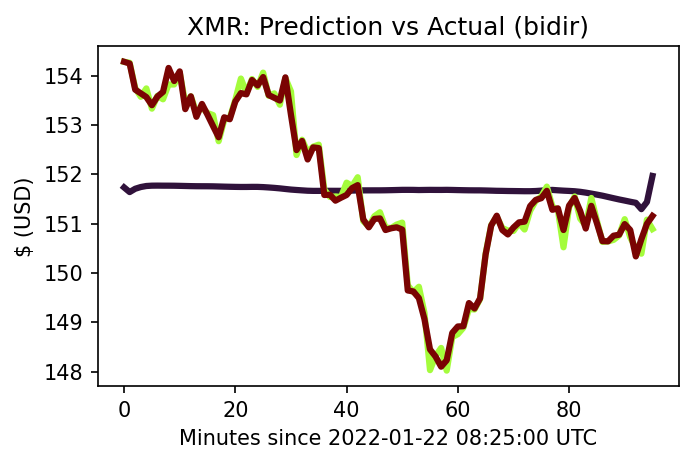 XMR: Prediction vs Actual (bidir)
$ (USD)
154
153
152
151
150
149
148
0 20 40 60 80
Minutes since 2022-01-22 08:25:00 UTC